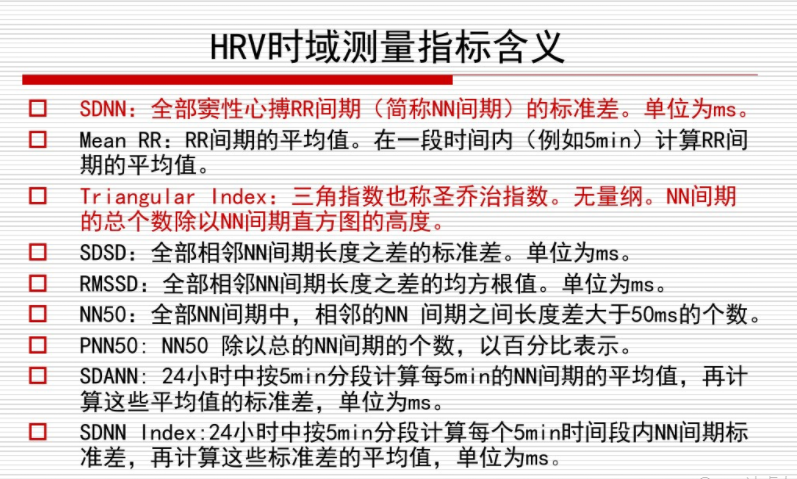 HRV时域测量指标含义
SDNN：全部窦性心搏RR间期（简称NN间期）的标准差。单位为ms。
Mean RR：RR间期的平均值。在一段时间内（例如5min）计算RR间
期的平均值。
Triangular Index：三角指数也称圣乔治指数。无量纲。NN间期
的总个数除以NN间期直方图的高度。
SDSD：全部相邻NN间期长度之差的标准差。单位为ms。
RMSSD：全部相邻NN间期长度之差的均方根值。单位为ms。
NN50：全部NN间期中，相邻的NN 间期之间长度差大于50ms的个数。
PNN50: NN50 除以总的NN间期的个数，以百分比表示。
SDANN: 24小时中按5min分段计算每5min的NN间期的平均值，再计
算这些平均值的标准差，单位为ms。
SDNN Index:24小时中按5min分段计算每个5min时间段内NN间期标
准差，再计算这些标准差的平均值，单位为ms。